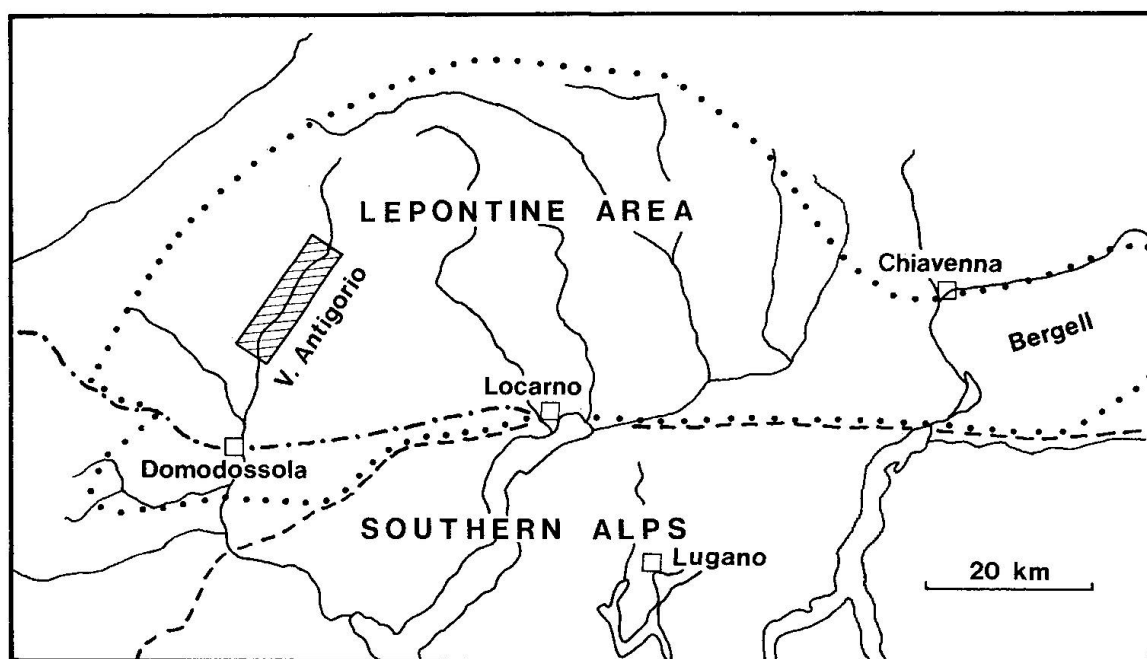 LEPONTINE AREA
Chiavenna
V. Antigorio
Bergell
Locarno
Domodossola
SOUTHERN ALPS
Lugano
20 km